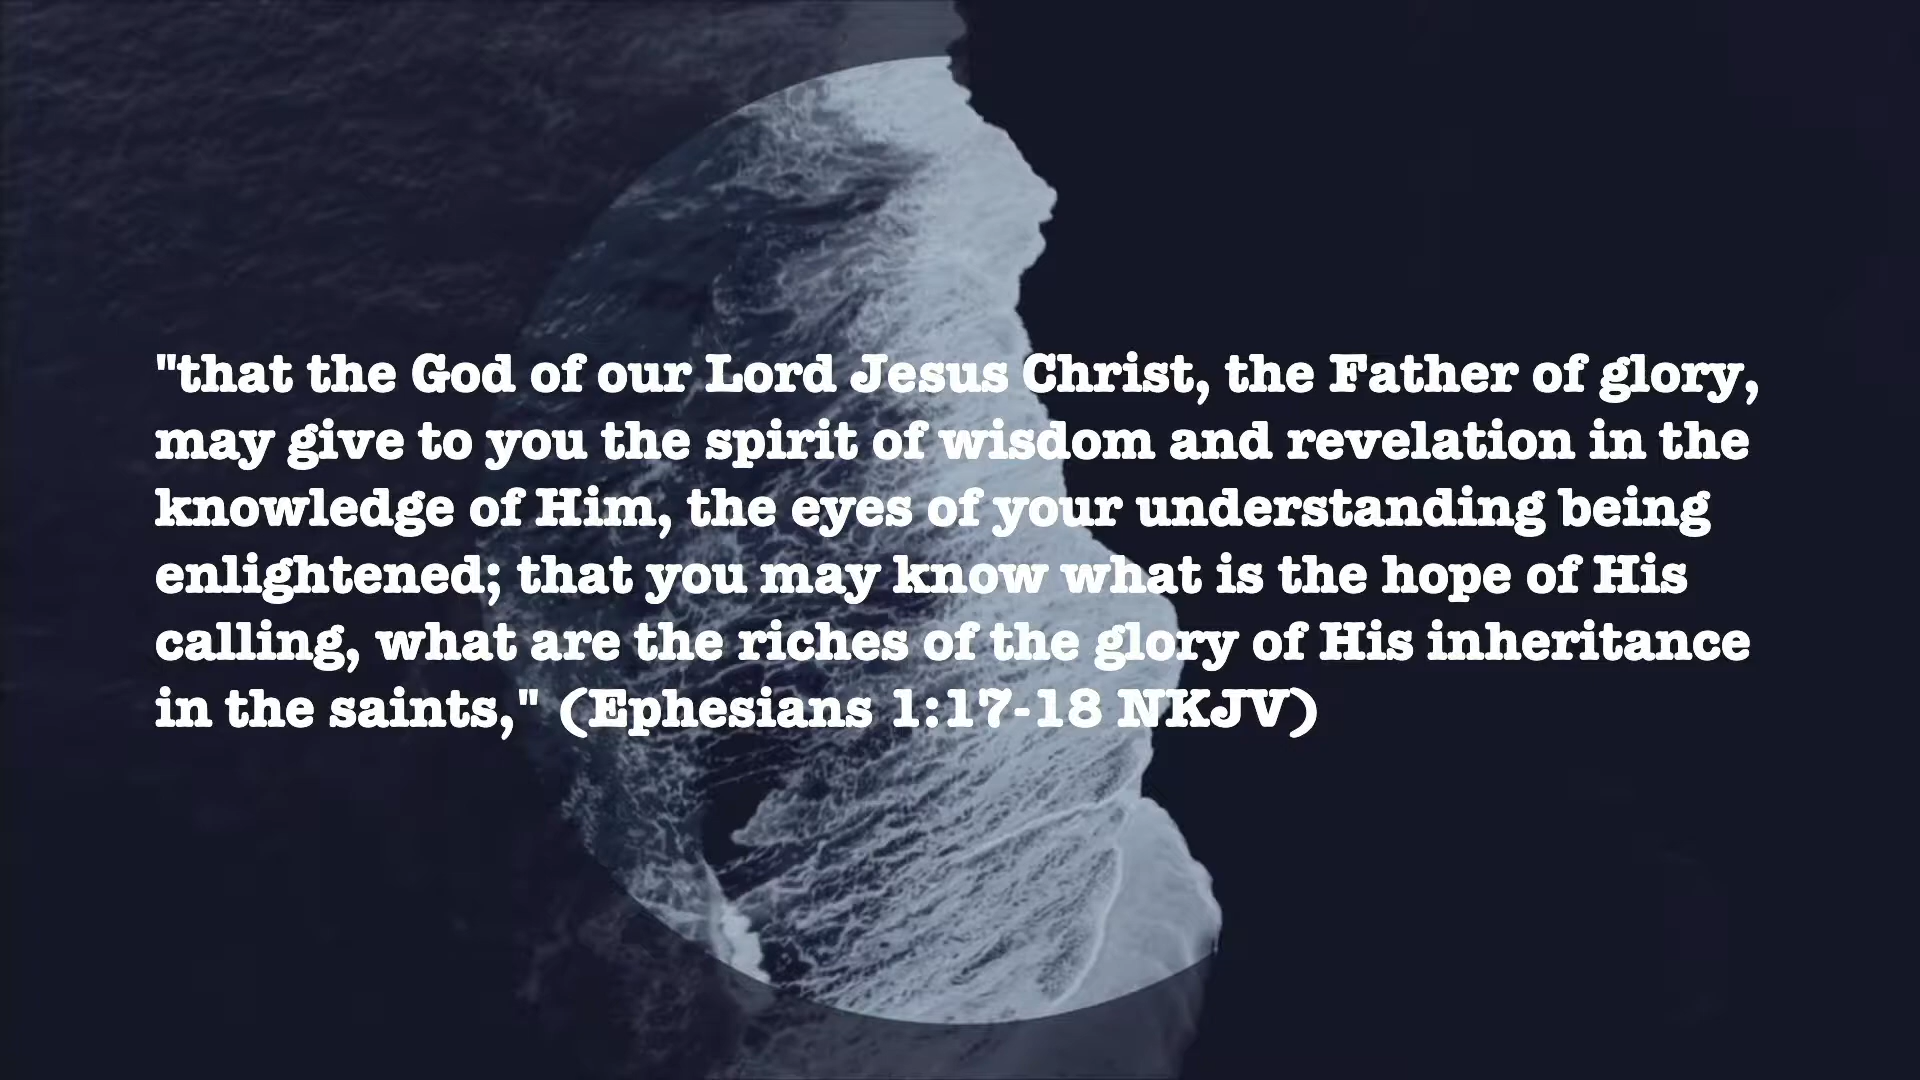 "that the God of our Lord Jesus Christ, the Father of glory,
may give to you the spirit of wisdom and revelation in the
knowledge of Him, the eyes of your understanding being
enlightened; that you may know what is the hope of His
calling, what are the riches of the glory of His inheritance
in the saints," (Ephesians 1:17-18 NKJV)